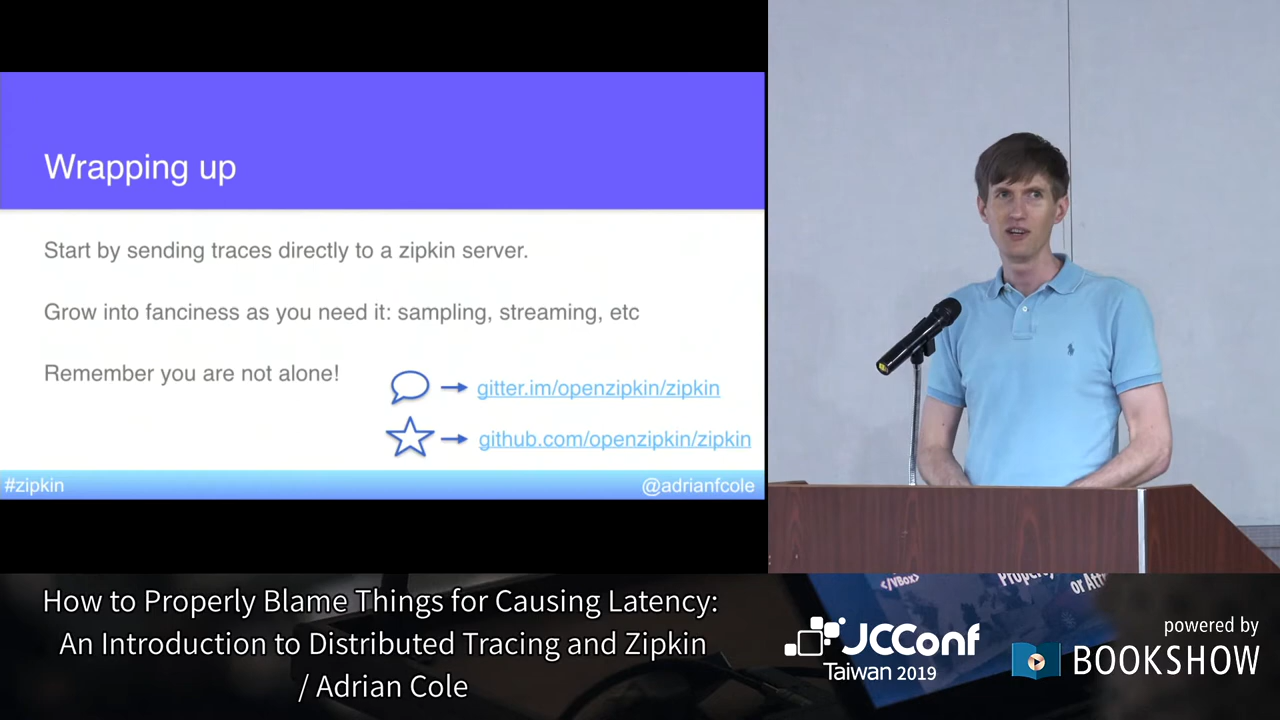 Wrapping up
Start by sending traces directly to a zipkin server.
Grow into fanciness as you need it: sampling, streaming, etc
Remember you are not alone!
gitter.im/openzipkin/zipkin
github.com/openzipkin/zipkin
#zipkin
@adrianfcole
How to Properly Blame Things for Causing Latency:
An Introduction to Distributed Tracing and Zipkin
/ Adrian Cole
</VBox>
or
JCConf
Taiwan 2019
powered by
BOOKSHOW